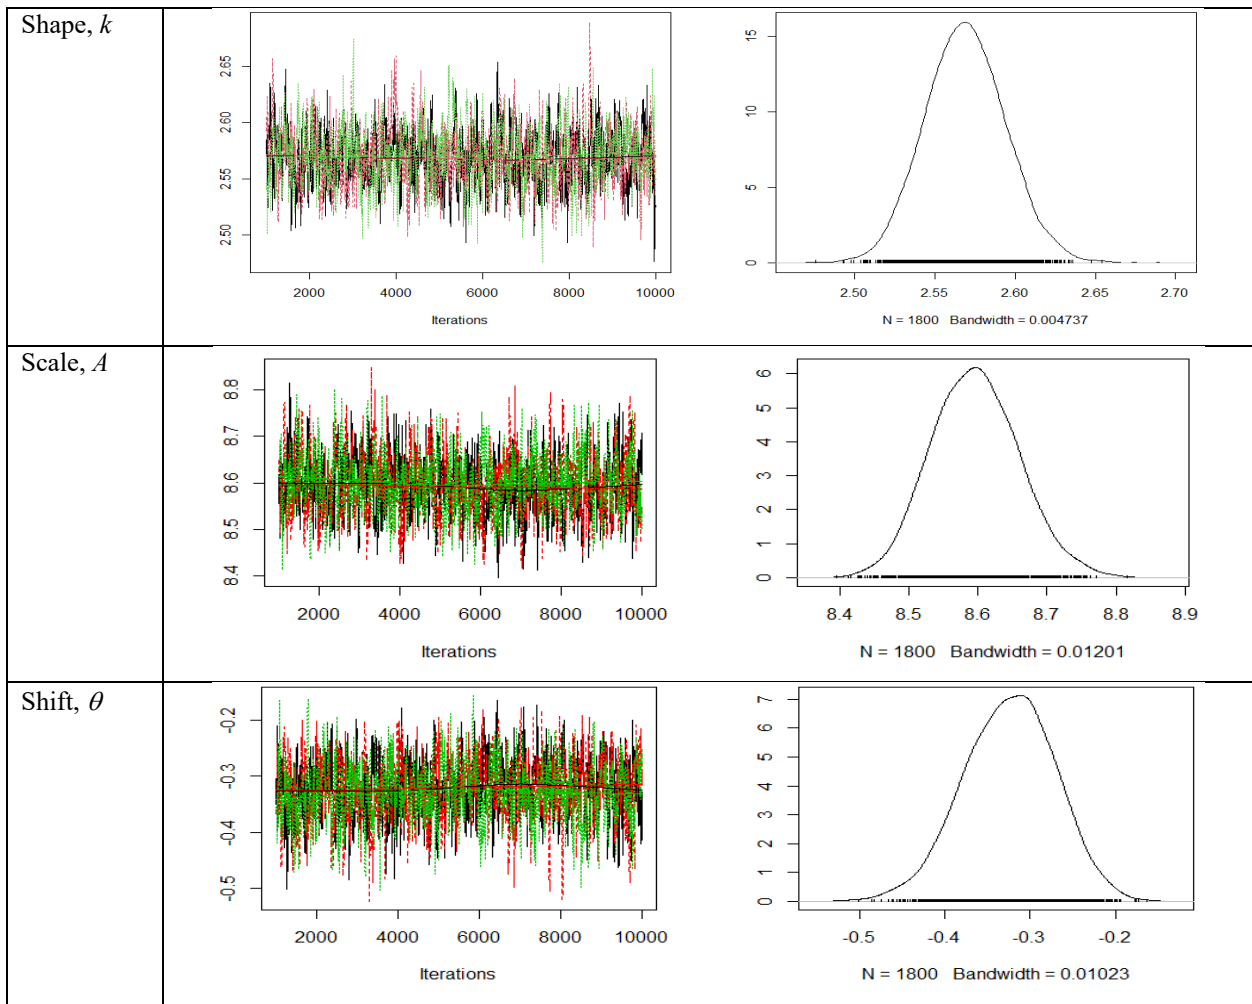 Shape, k
2.65
2.60
2.55
2.50
2000 4000 6000 8000 10000
Iterations
15
10
5
0
2.50 2.55 2.60 2.65 2.70
N = 1800 Bandwidth = 0.004737
Scale, A
8.8
8.7
8.6
8.5
8.4
2000 4000 6000 8000 10000
Iterations
6
5
4
3
2
1
0
8.4 8.5 8.6 8.7 8.8 8.9
N = 1800 Bandwidth = 0.01201
Shift, θ
-0.2
-0.3
-0.4
-0.5
2000 4000 6000 8000 10000
Iterations
7
6
5
4
3
2
1
0
-0.5 -0.4 -0.3 -0.2
N = 1800 Bandwidth = 0.01023